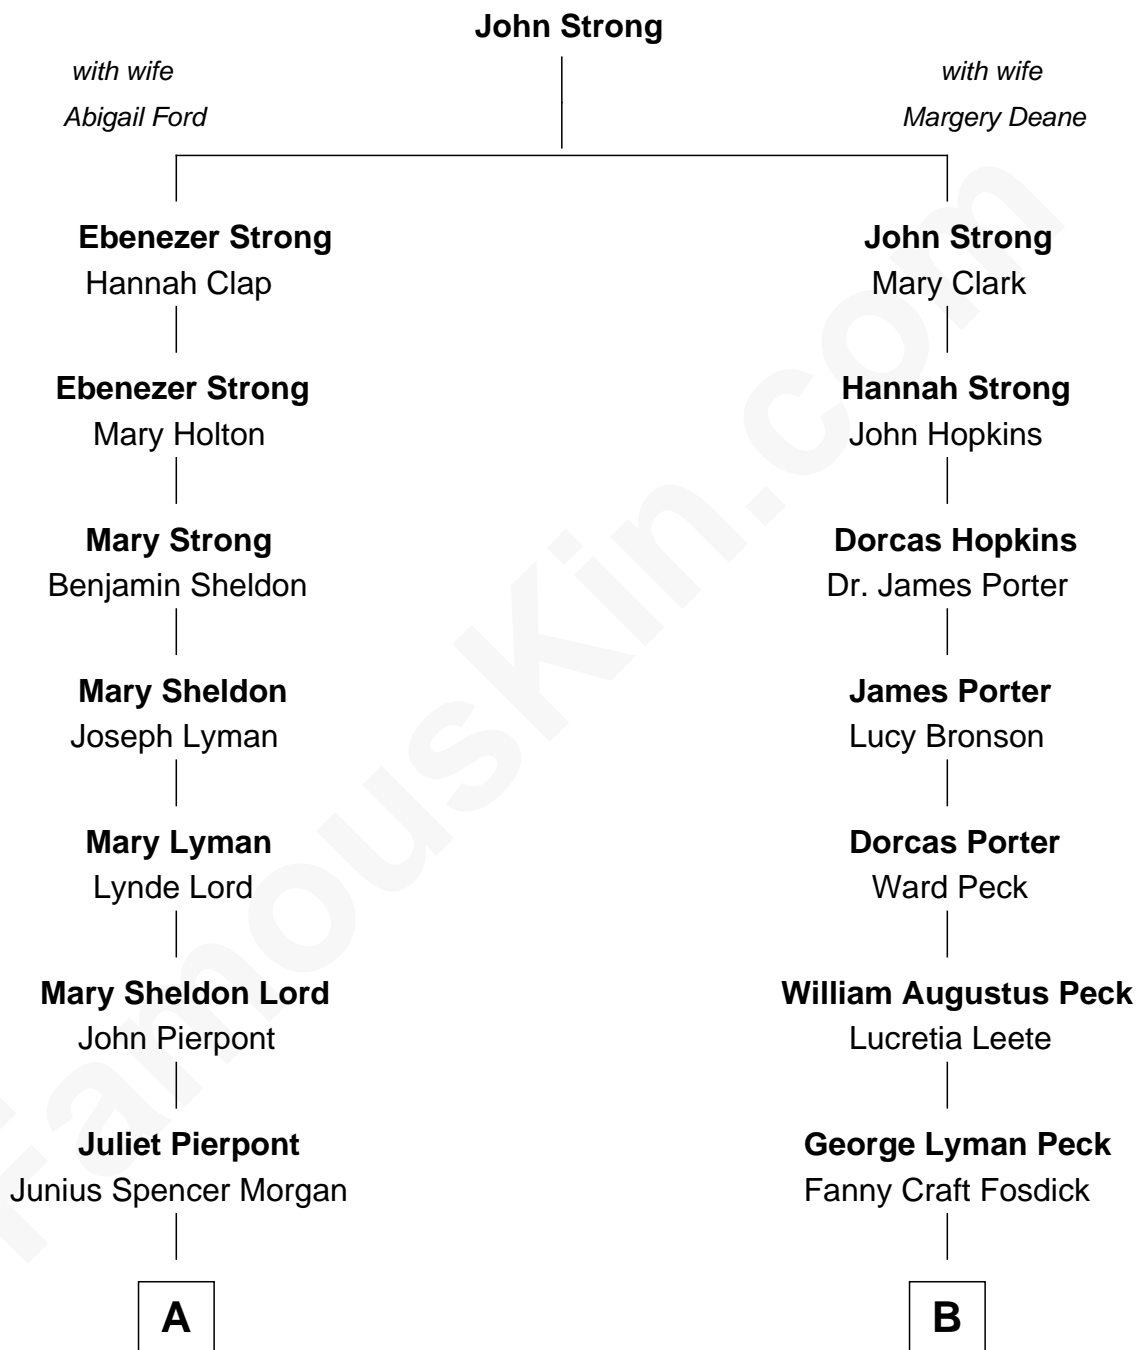 John Strong
with wife
Abigail Ford
with wife
Margery Deane
Ebenezer Strong
Hannah Clap
John Strong
Mary Clark
Ebenezer Strong
Mary Holton
Hannah Strong
John Hopkins
Mary Strong
Benjamin Sheldon
Dorcas Hopkins
Dr. James Porter
Mary Sheldon
Joseph Lyman
James Porter
Lucy Bronson
Mary Lyman
Lynde Lord
Dorcas Porter
Ward Peck
Mary Sheldon Lord
John Pierpont
William Augustus Peck
Lucretia Leete
Juliet Pierpont
Junius Spencer Morgan
George Lyman Peck
Fanny Craft Fosdick
A
B
FamousKin.com